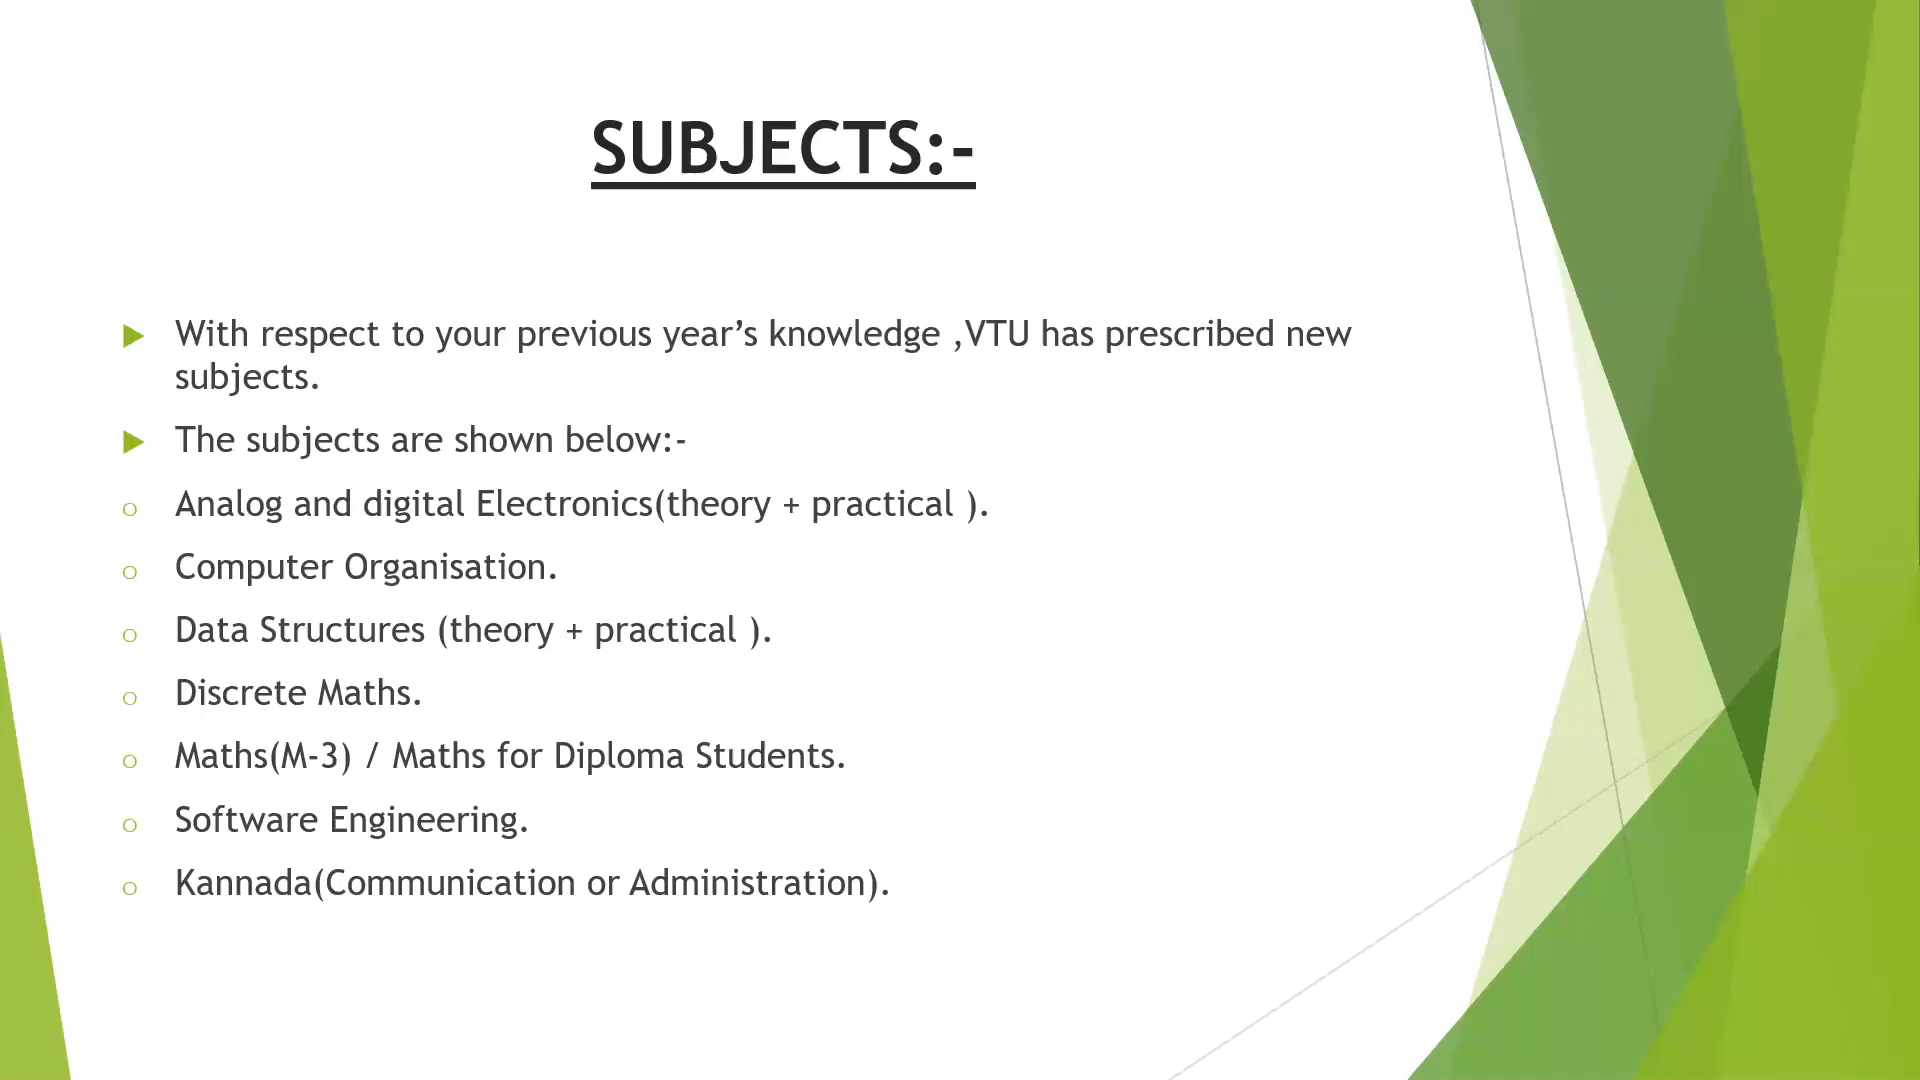 SUBJECTS:-
With respect to your previous year’s knowledge ,VTU has prescribed new
subjects.
The subjects are shown below:-
Analog and digital Electronics(theory + practical ).
Computer Organisation.
Data Structures (theory + practical ).
Discrete Maths.
Maths(M-3) / Maths for Diploma Students.
Software Engineering.
Kannada(Communication or Administration).